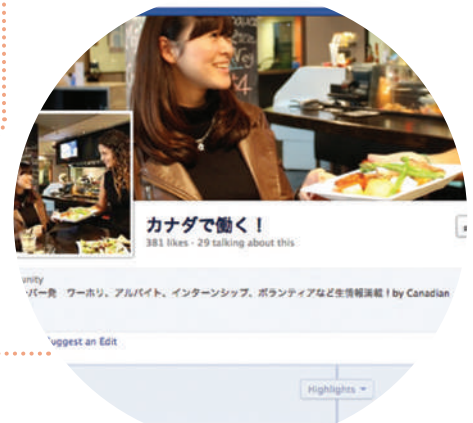 カナダで働く！
381 likes · 29 talking about this
nity
バー発 ワーホリ、アルバイト、インターンシップ、ボランティアなど生情報満載！by Canadian
uggest an Edit
Highlights